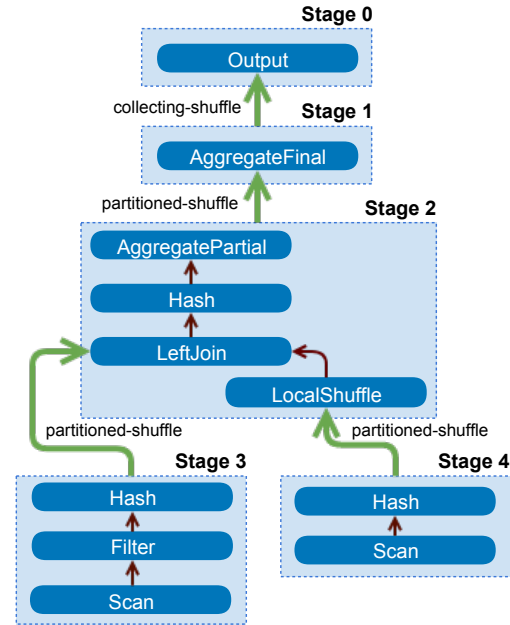 Stage 0
Output
collecting-shuffle
Stage 1
AggregateFinal
partitioned-shuffle
Stage 2
AggregatePartial
Hash
LeftJoin
LocalShuffle
partitioned-shuffle
partitioned-shuffle
Stage 3
Hash
Filter
Scan
Stage 4
Hash
Scan